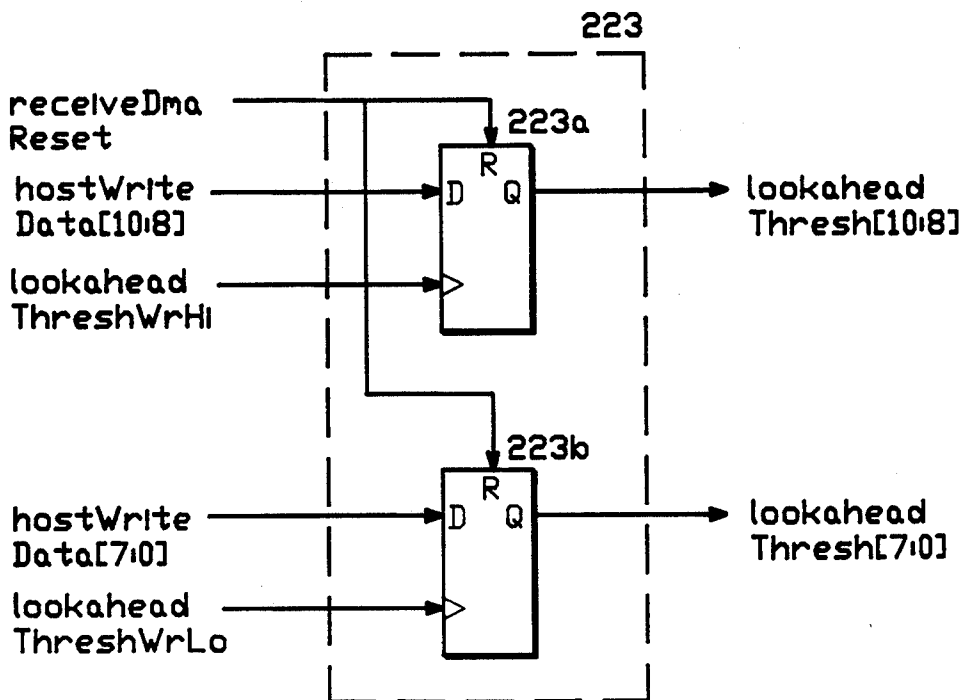 223
receiveDma
Reset
223a
R
hostWrite
Data[10:8]
D
Q
lookahead
Thresh[10:8]
lookahead
ThreshWrHi
223b
R
hostWrite
Data[7:0]
D
Q
lookahead
Thresh[7:0]
lookahead
ThreshWrLo